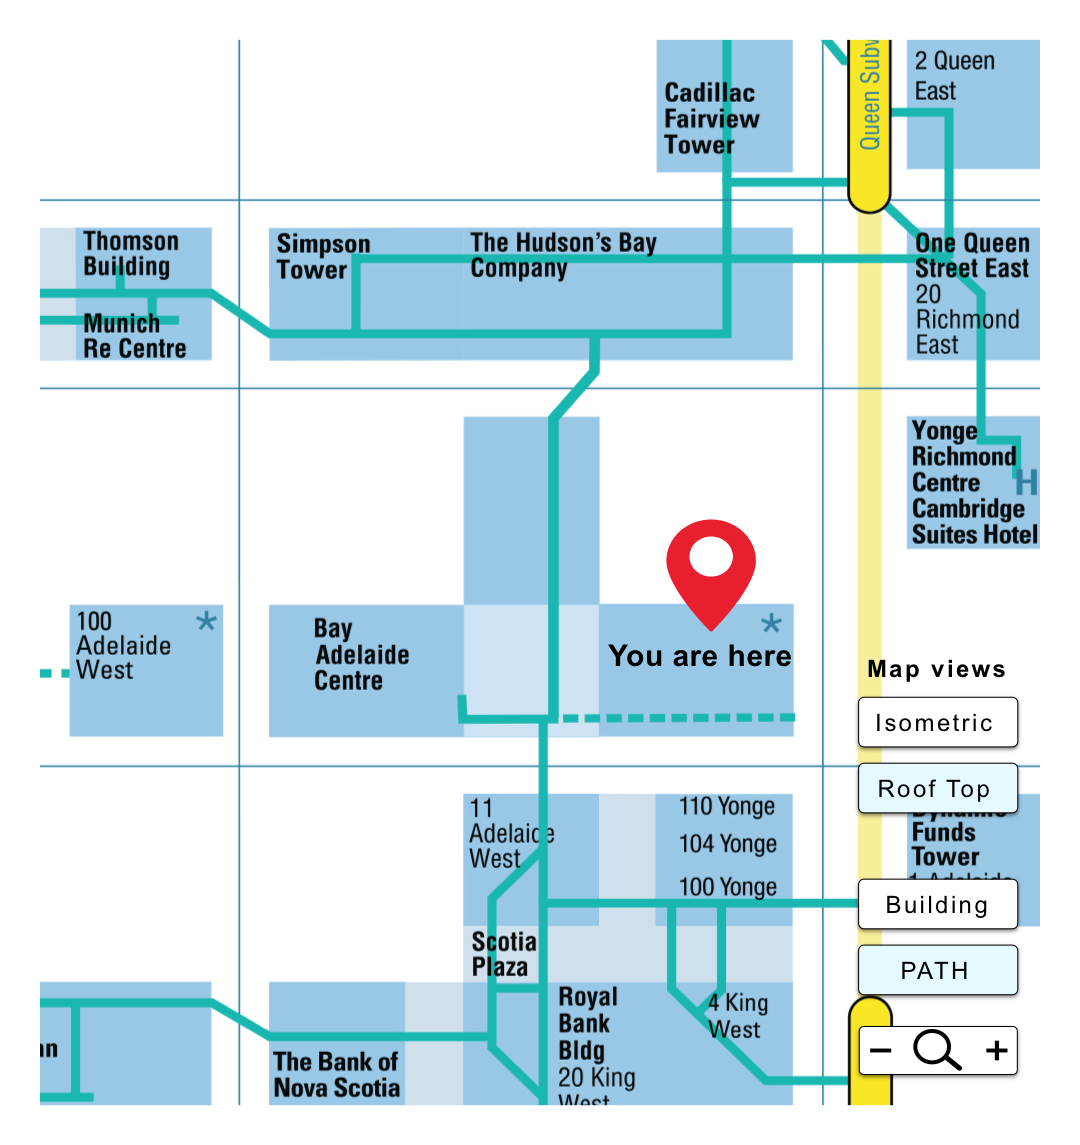 Queen Subw
2 Queen
East
Cadillac
Fairview
Tower
Thomson
Building
Munich
Re Centre
Simpson
Tower
The Hudson's Bay
Company
One Queen
Street East
20
Richmond
East
Yonge
Richmond
Centre
Cambridge
Suites Hotel
H
100
Adelaide
West
*
Bay
Adelaide
Centre
*
You are here
Map views
Isometric
Roof Top
Building
PATH
− +
11
Adelaide
West
110 Yonge
104 Yonge
100 Yonge
Dynamic
Funds
Tower
1 Adelaide
Scotia
Plaza
Royal
Bank
Bldg
20 King
West
4 King
West
The Bank of
Nova Scotia